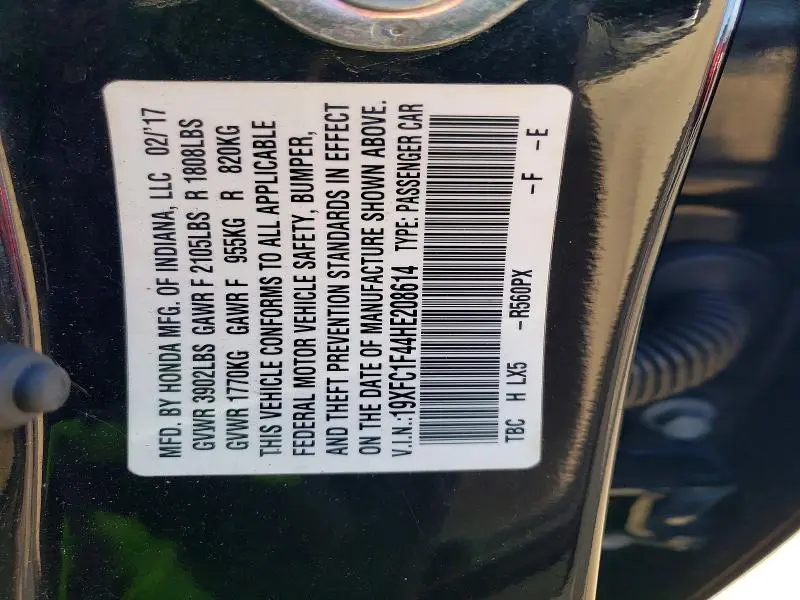 MFD. BY HONDA MFG. OF INDIANA, LLC 02/'17
GVWR 3902LBS GAWR F 2105LBS R 1808LBS
GVWR 1770KG GAWR F 955KG R 820KG
THIS VEHICLE CONFORMS TO ALL APPLICABLE
FEDERAL MOTOR VEHICLE SAFETY, BUMPER,
AND THEFT PREVENTION STANDARDS IN EFFECT
ON THE DATE OF MANUFACTURE SHOWN ABOVE.
V.I.N.:19XFC1F44HE208614 TYPE: PASSENGER CAR
TBC H LX5 -R560PX -F -E